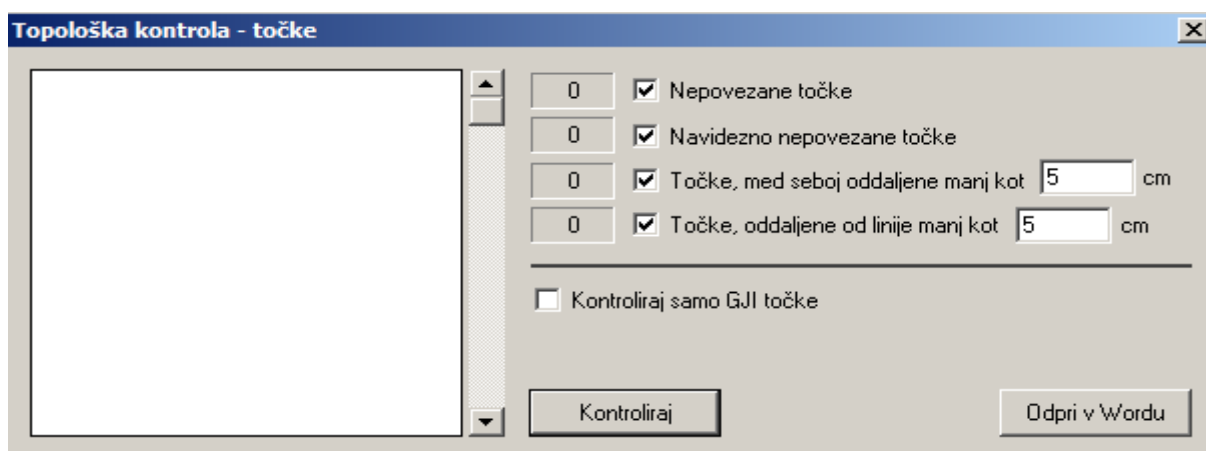 Topološka kontrola - točke
0 Nepovezane točke
0 Navidezno nepovezane točke
0 Točke, med seboj oddaljene manj kot 5 cm
0 Točke, oddaljene od linije manj kot 5 cm
Kontroliraj samo GJI točke
Kontroliraj Odpri v Wordu